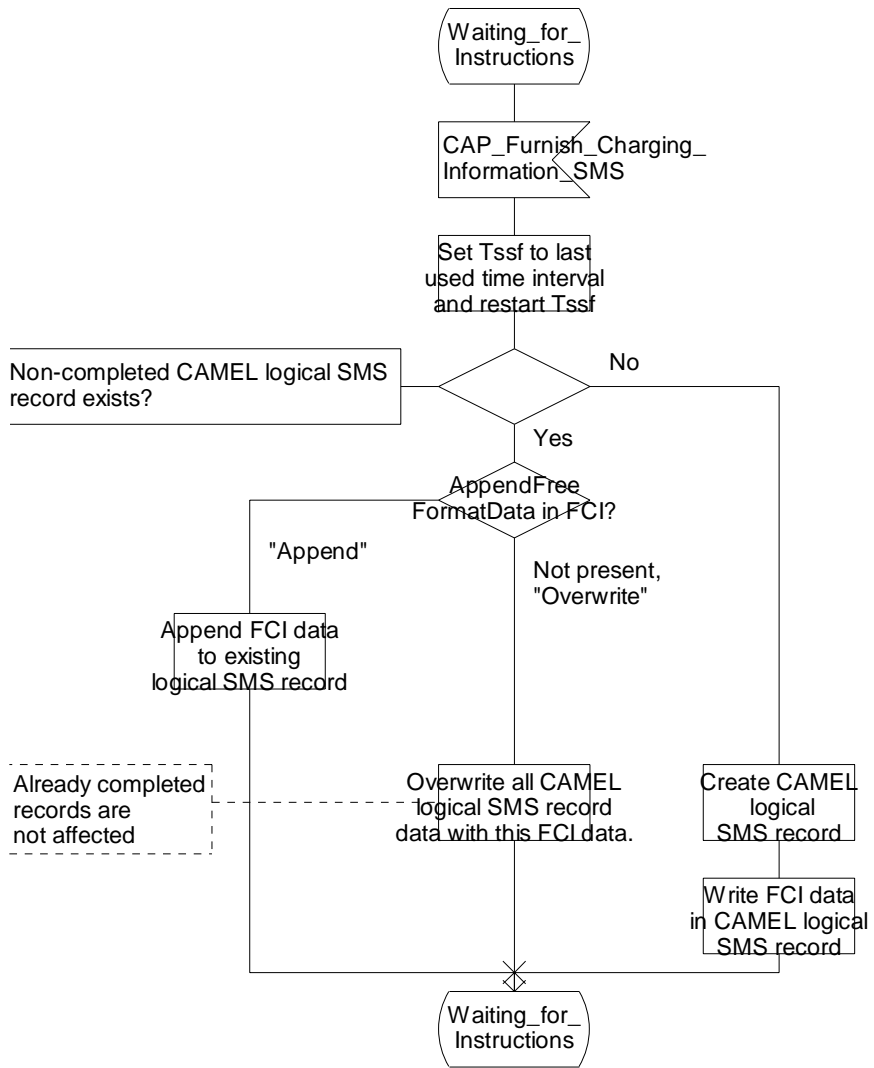 Waiting_for_
Instructions
CAP_Furnish_Charging_
Information_SMS
Set Tssf to last
used time interval
and restart Tssf
Non-completed CAMEL logical SMS
record exists?
No
Yes
AppendFree
FormatData in FCI?
"Append"
Not present,
"Overwrite"
Append FCI data
to existing
logical SMS record
Already completed
records are
not affected
Overwrite all CAMEL
logical SMS record
data with this FCI data.
Create CAMEL
logical
SMS record
Write FCI data
in CAMEL logical
SMS record
Waiting_for_
Instructions